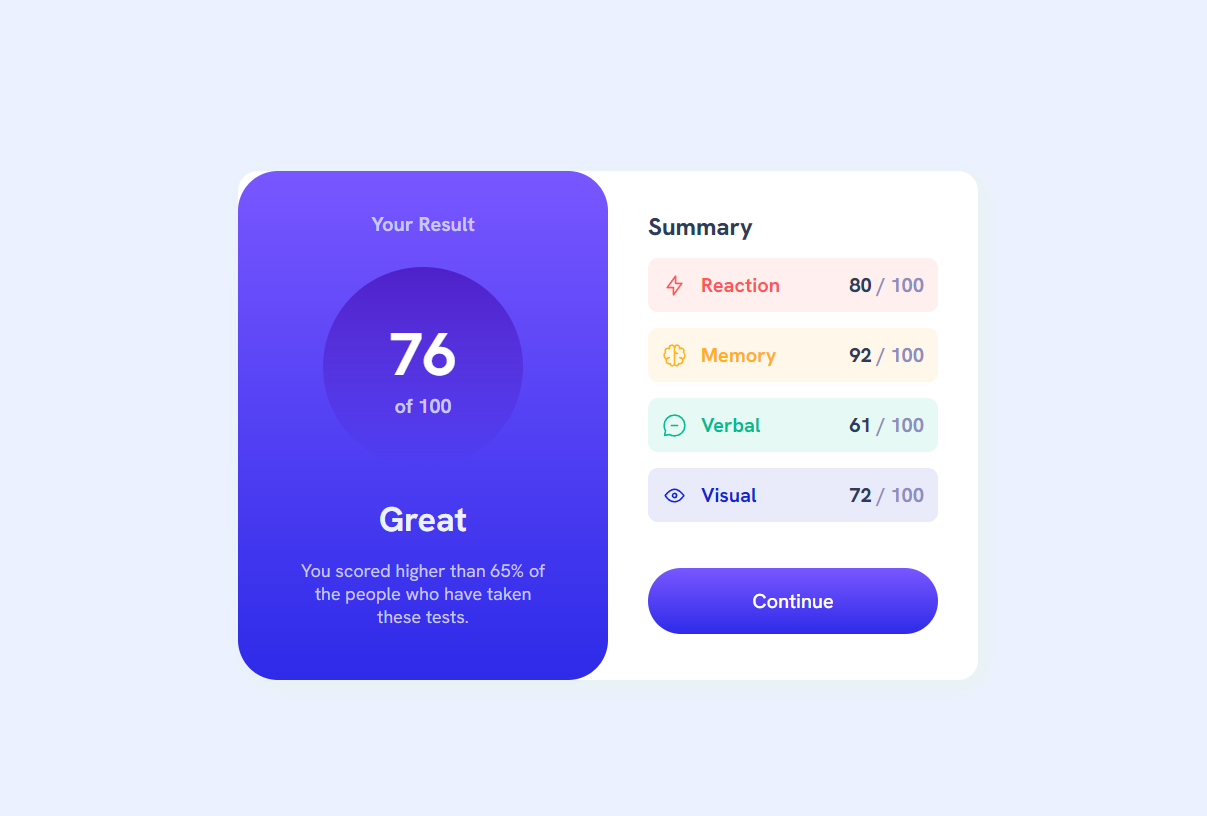 Your Result
76
of 100
Great
You scored higher than 65% of
the people who have taken
these tests.
Summary
Reaction 80 / 100
Memory 92 / 100
Verbal 61 / 100
Visual 72 / 100
Continue